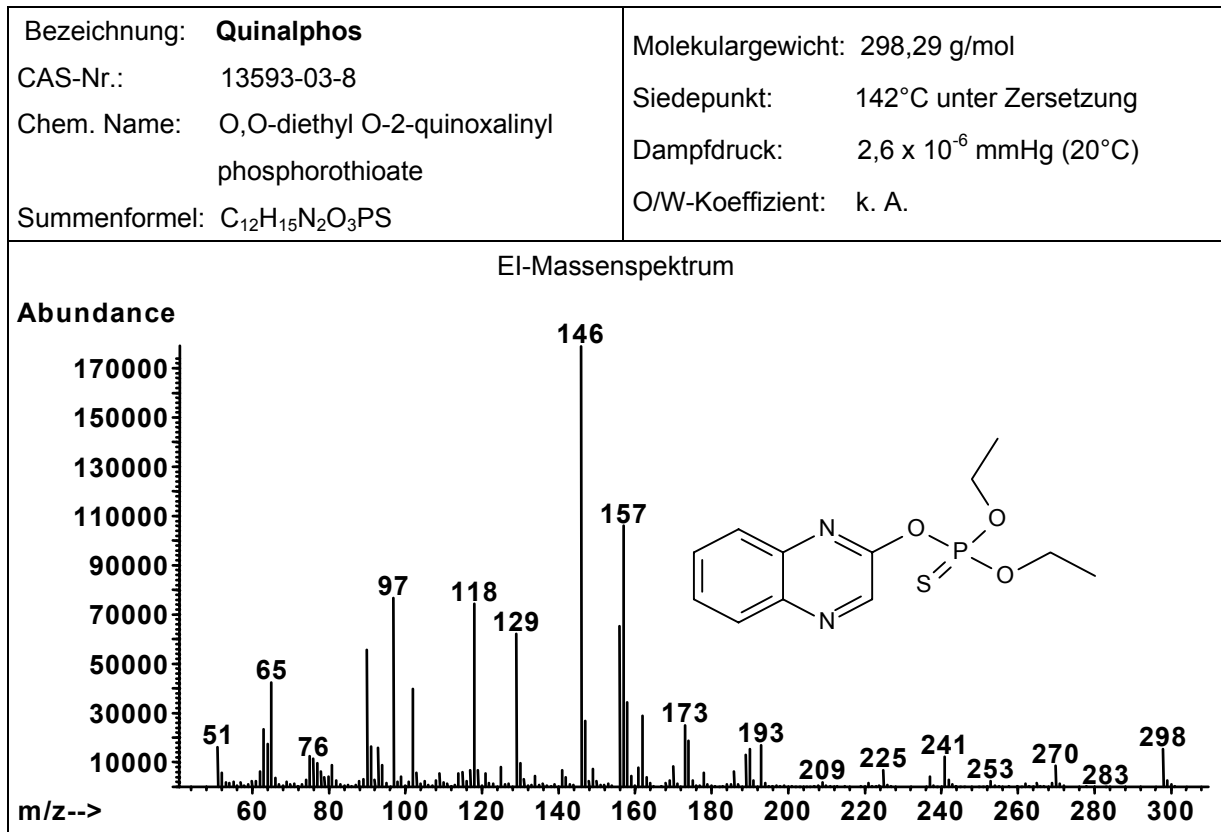 Bezeichnung: Quinalphos
CAS-Nr.: 13593-03-8
Chem. Name: O,O-diethyl O-2-quinoxalinyl
phosphorothioate
Summenformel: C₁₂H₁₅N₂O₃PS
Molekulargewicht: 298,29 g/mol
Siedepunkt: 142°C unter Zersetzung
Dampfdruck: 2,6 x 10⁻⁶ mmHg (20°C)
O/W-Koeffizient: k. A.
EI-Massenspektrum
Abundance
170000
150000
130000
110000
90000
70000
50000
30000
10000
51
65
76
97
118
129
146
157
173
193
209
225
241
253
270
283
298
N
N
O
P
S
O
O
m/z-->
60 80 100 120 140 160 180 200 220 240 260 280 300